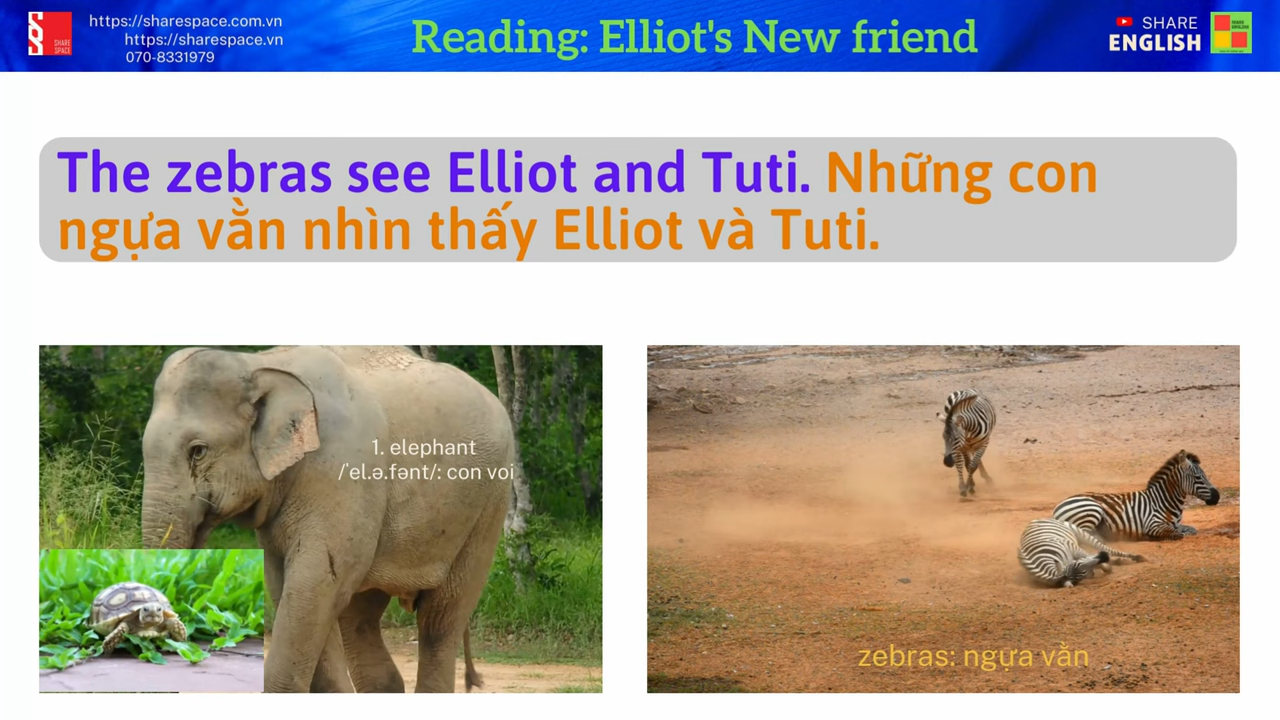 https://sharespace.com.vn
https://sharespace.vn
070-8331979
SHARE
SPACE
Reading: Elliot's New friend
SHARE
ENGLISH
The zebras see Elliot and Tuti. Những con
ngựa vằn nhìn thấy Elliot và Tuti.
1. elephant
/ˈel.ə.fənt/: con voi
zebras: ngựa vằn